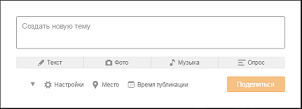 Создать новую тему
Текст Фото Музыка Опрос
Настройки Место Время публикации Поделиться